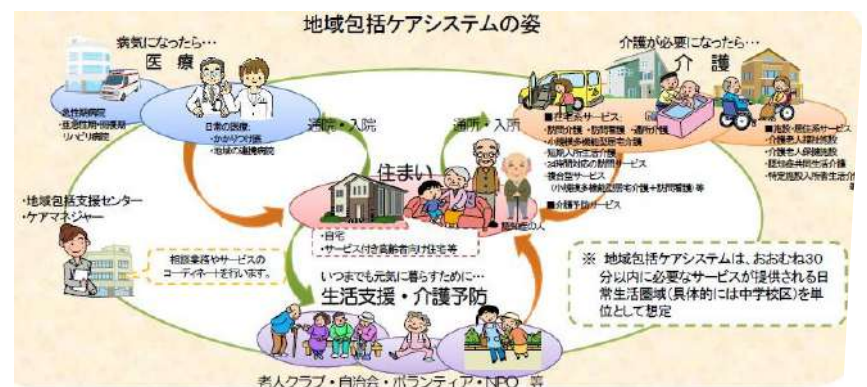 地域包括ケアシステムの姿
病気になったら…
医療
介護が必要になったら…
介護
・急性期病院
・亜急性期・回復期
リハビリ病院
日常の医療:
・かかりつけ医
・地域の連携病院
通院・入院
通所・入所
■在宅系サービス:
・訪問介護・訪問看護・通所介護
・小規模多機能型居宅介護
・短期入所生活介護
・24時間対応の訪問サービス
・複合型サービス
(小規模多機能型居宅介護+訪問看護)等
■介護予防サービス
■施設・居住系サービス
・介護老人福祉施設
・介護老人保健施設
・認知症共同生活介護
・特定施設入所者生活介護
等
住まい
・地域包括支援センター
・ケアマネジャー
認知症の人
・自宅
・サービス付き高齢者向け住宅等
相談業務やサービスの
コーディネートを行います。
いつまでも元気に暮らすために…
生活支援・介護予防
※ 地域包括ケアシステムは、おおむね30
分以内に必要なサービスが提供される日
常生活圏域(具体的には中学校区)を単
位として想定
老人クラブ・自治会・ボランティア・NPO 等